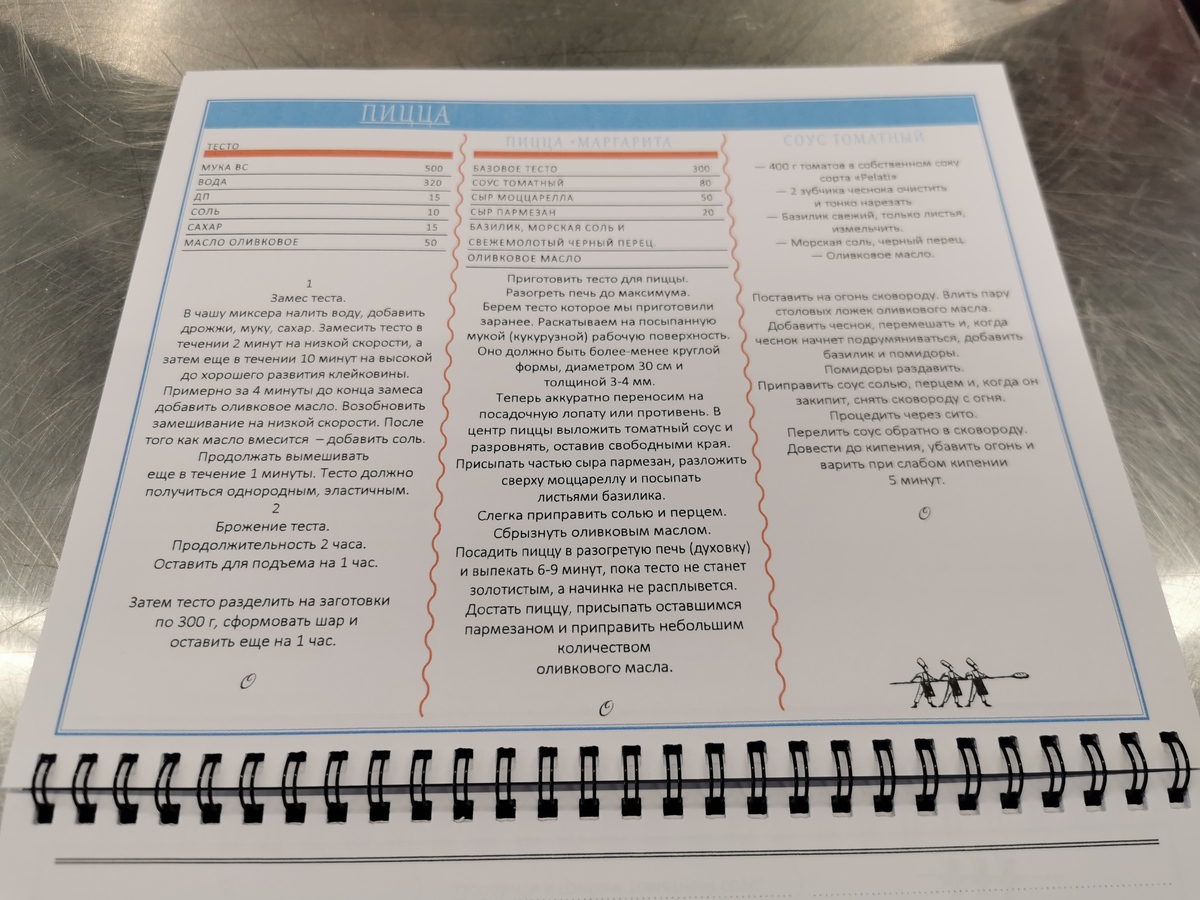 ПИЦЦА
ТЕСТО
МУКА ВС 500
ВОДА 320
ДП 15
СОЛЬ 10
САХАР 15
МАСЛО ОЛИВКОВОЕ 50
1
Замес теста.
В чашу миксера налить воду, добавить
дрожжи, муку, сахар. Замесить тесто в
течении 2 минут на низкой скорости, а
затем еще в течении 10 минут на высокой
до хорошего развития клейковины.
Примерно за 4 минуты до конца замеса
добавить оливковое масло. Возобновить
замешивание на низкой скорости. После
того как масло вмесится – добавить соль.
Продолжать вымешивать
еще в течение 1 минуты. Тесто должно
получиться однородным, эластичным.
2
Брожение теста.
Продолжительность 2 часа.
Оставить для подъема на 1 час.
Затем тесто разделить на заготовки
по 300 г, сформовать шар и
оставить еще на 1 час.
ПИЦЦА «МАРГАРИТА
БАЗОВОЕ ТЕСТО 300
СОУС ТОМАТНЫЙ 80
СЫР МОЦЦАРЕЛЛА 50
СЫР ПАРМЕЗАН 20
БАЗИЛИК, МОРСКАЯ СОЛЬ И
СВЕЖЕМОЛОТЫЙ ЧЕРНЫЙ ПЕРЕЦ.
ОЛИВКОВОЕ МАСЛО
Приготовить тесто для пиццы.
Разогреть печь до максимума.
Берем тесто которое мы приготовили
заранее. Раскатываем на посыпанную
мукой (кукурузной) рабочую поверхность.
Оно должно быть более-менее круглой
формы, диаметром 30 см и
толщиной 3-4 мм.
Теперь аккуратно переносим на
посадочную лопату или противень. В
центр пиццы выложить томатный соус и
разровнять, оставив свободными края.
Присыпать частью сыра пармезан, разложить
сверху моццареллу и посыпать
листьями базилика.
Слегка приправить солью и перцем.
Сбрызнуть оливковым маслом.
Посадить пиццу в разогретую печь (духовку)
и выпекать 6-9 минут, пока тесто не станет
золотистым, а начинка не расплывется.
Достать пиццу, присыпать оставшимся
пармезаном и приправить небольшим
количеством
оливкового масла.
СОУС ТОМАТНЫЙ
— 400 г томатов в собственном соку
сорта «Pelati»
— 2 зубчика чеснока очистить
и тонко нарезать
— Базилик свежий, только листья,
измельчить.
— Морская соль, черный перец.
— Оливковое масло.
Поставить на огонь сковороду. Влить пару
столовых ложек оливкового масла.
Добавить чеснок, перемешать и, когда
чеснок начнет подрумяниваться, добавить
базилик и помидоры.
Помидоры раздавить.
Приправить соус солью, перцем и, когда он
закипит, снять сковороду с огня.
Процедить через сито.
Перелить соус обратно в сковороду.
Довести до кипения, убавить огонь и
варить при слабом кипении
5 минут.